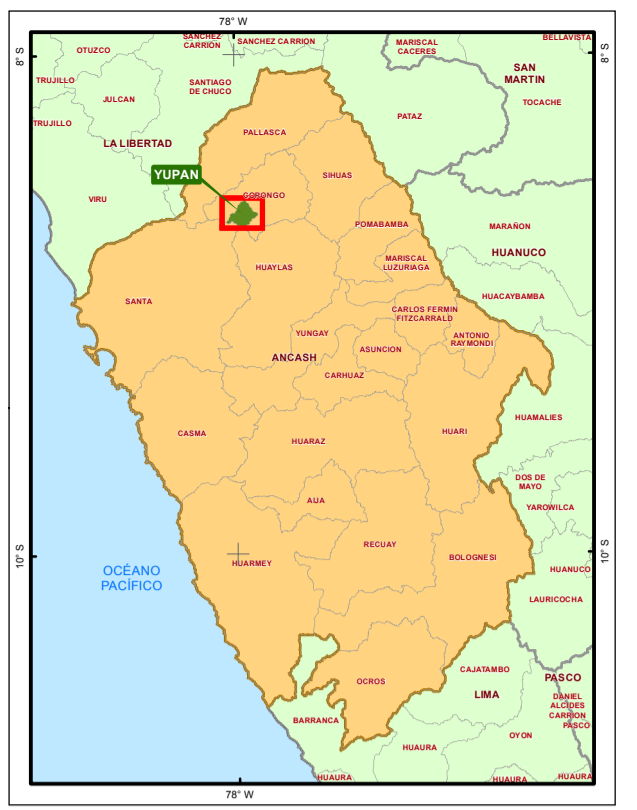 78° W
8° S
8° S
SANCHEZ
CARRION
SANCHEZ CARRION
MARISCAL
CACERES
BELLAVISTA
OTUZCO
SAN
MARTIN
TRUJILLO
SANTIAGO
DE CHUCO
JULCAN
TOCACHE
PATAZ
TRUJILLO
PALLASCA
LA LIBERTAD
YUPAN
SIHUAS
CORONGO
VIRU
POMABAMBA
MARAÑON
HUANUCO
MARISCAL
LUZURIAGA
HUAYLAS
SANTA
HUACAYBAMBA
CARLOS FERMIN
FITZCARRALD
YUNGAY
ANTONIO
RAYMONDI
ASUNCION
ANCASH
CARHUAZ
HUAMALIES
CASMA
HUARI
HUARAZ
DOS DE
MAYO
AIJA
YAROWILCA
RECUAY
10° S
10° S
HUARMEY
BOLOGNESI
OCÉANO
PACÍFICO
HUANUCO
LAURICOCHA
CAJATAMBO
OCROS
PASCO
LIMA
DANIEL
ALCIDES
CARRION
PASCO
BARRANCA
OYON
HUAURA
HUAURA
HUAURA
HUAURA
78° W